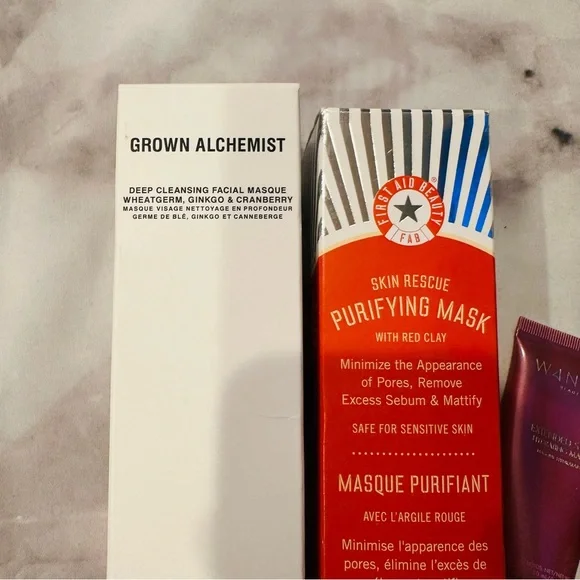 GROWN ALCHEMIST
DEEP CLEANSING FACIAL MASQUE
WHEATGERM, GINKGO & CRANBERRY
MASQUE VISAGE NETTOYAGE EN PROFONDEUR
GERME DE BLÉ, GINKGO ET CANNEBERGE
FIRST AID BEAUTY
FAB
SKIN RESCUE
PURIFYING MASK
WITH RED CLAY
Minimize the Appearance
of Pores, Remove
Excess Sebum & Mattify
SAFE FOR SENSITIVE SKIN
MASQUE PURIFIANT
AVEC L'ARGILE ROUGE
Minimise l'apparence des
pores, élimine l'excès de
W4N